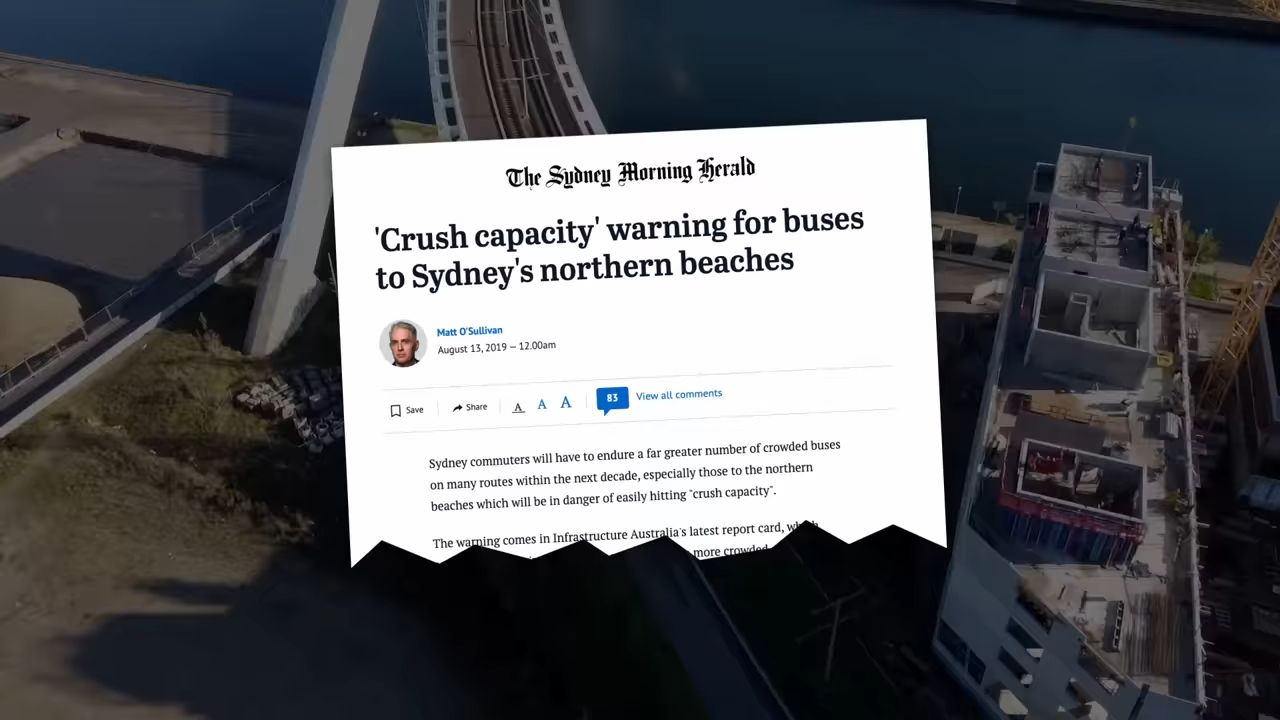 The Sydney Morning Herald
'Crush capacity' warning for buses
to Sydney's northern beaches
Matt O'Sullivan
August 13, 2019 — 12.00am
Save
Share
A A A
83
View all comments
Sydney commuters will have to endure a far greater number of crowded buses
on many routes within the next decade, especially those to the northern
beaches which will be in danger of easily hitting "crush capacity".
The warning comes in Infrastructure Australia's latest report card, which
more crowded